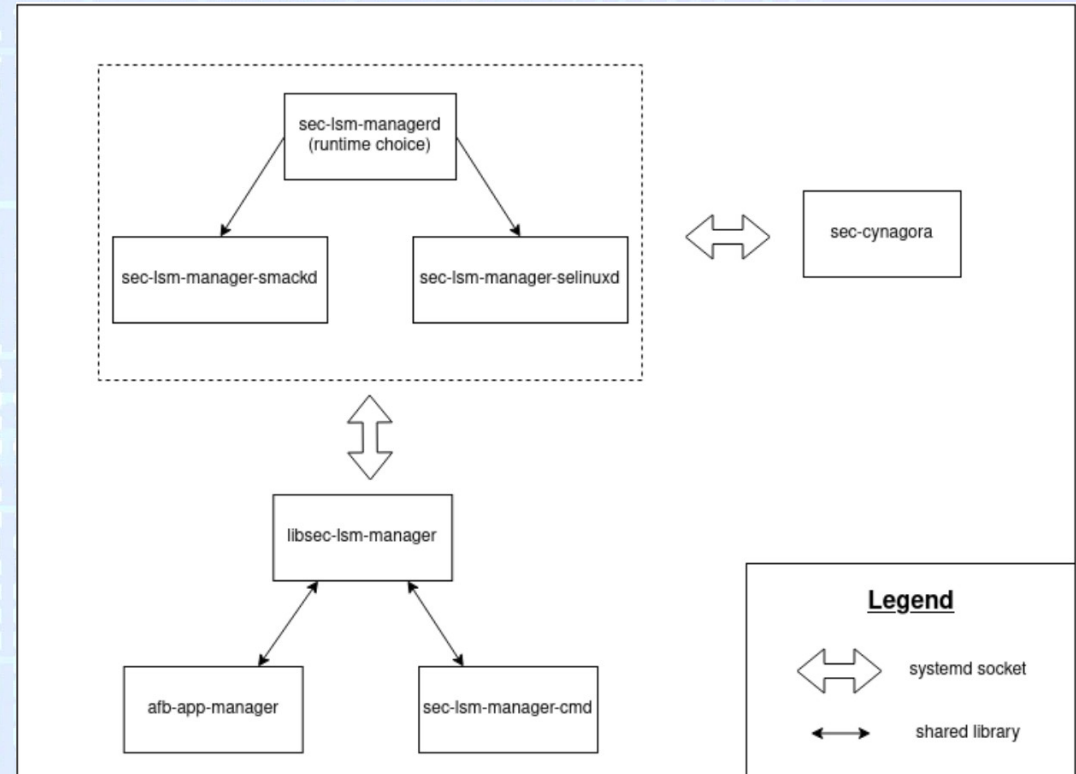 sec-lsm-managerd
(runtime choice)
sec-lsm-manager-smackd
sec-lsm-manager-selinuxd
sec-cynagora
libsec-lsm-manager
afb-app-manager
sec-lsm-manager-cmd
Legend
systemd socket
shared library